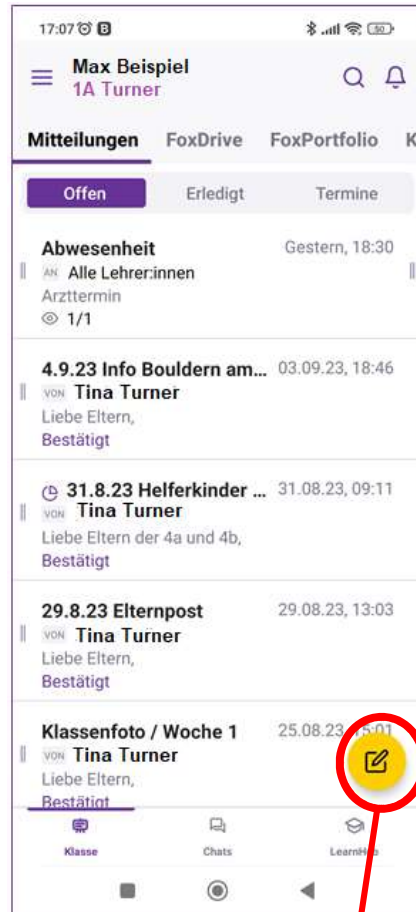 17:07
50
Max Beispiel
1A Turner
Mitteilungen FoxDrive FoxPortfolio K
Offen Erledigt Termine
Abwesenheit Gestern, 18:30
AN Alle Lehrer:innen
Arzttermin
1/1
4.9.23 Info Bouldern am... 03.09.23, 18:46
VON Tina Turner
Liebe Eltern,
Bestätigt
31.8.23 Helferkinder ... 31.08.23, 09:11
VON Tina Turner
Liebe Eltern der 4a und 4b,
Bestätigt
29.8.23 Elternpost 29.08.23, 13:03
VON Tina Turner
Liebe Eltern,
Bestätigt
Klassenfoto / Woche 1 25.08.23, 15:01
VON Tina Turner
Liebe Eltern,
Bestätigt
Klasse Chats LearnHub